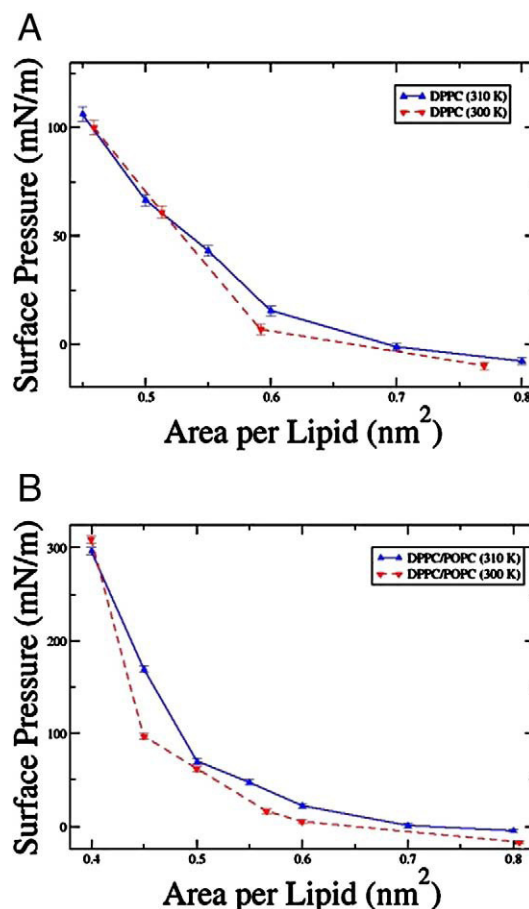 A
DPPC (310 K)
DPPC (300 K)
100
50
0
Surface Pressure (mN/m)
0.5
0.6
0.7
0.8
Area per Lipid (nm²)
B
DPPC/POPC (310 K)
DPPC/POPC (300 K)
300
200
100
0
Surface Pressure (mN/m)
0.4
0.5
0.6
0.7
0.8
Area per Lipid (nm²)